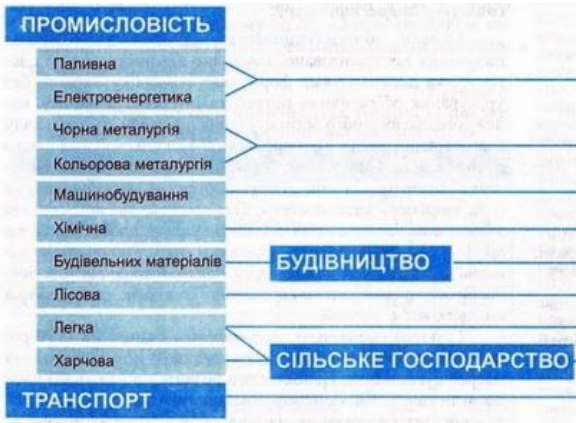 ПРОМИСЛОВІСТЬ
Паливна
Електроенергетика
Чорна металургія
Кольорова металургія
Машинобудування
Хімічна
Будівельних матеріалів
БУДІВНИЦТВО
Лісова
Легка
Харчова
СІЛЬСЬКЕ ГОСПОДАРСТВО
ТРАНСПОРТ